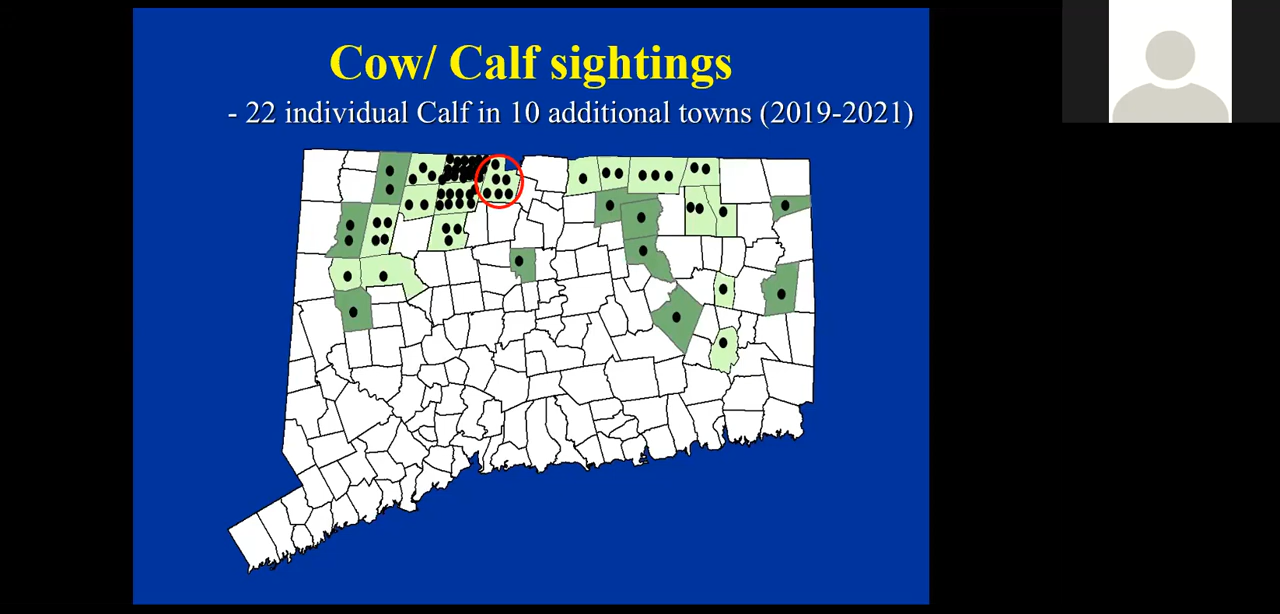 Cow/ Calf sightings
- 22 individual Calf in 10 additional towns (2019-2021)